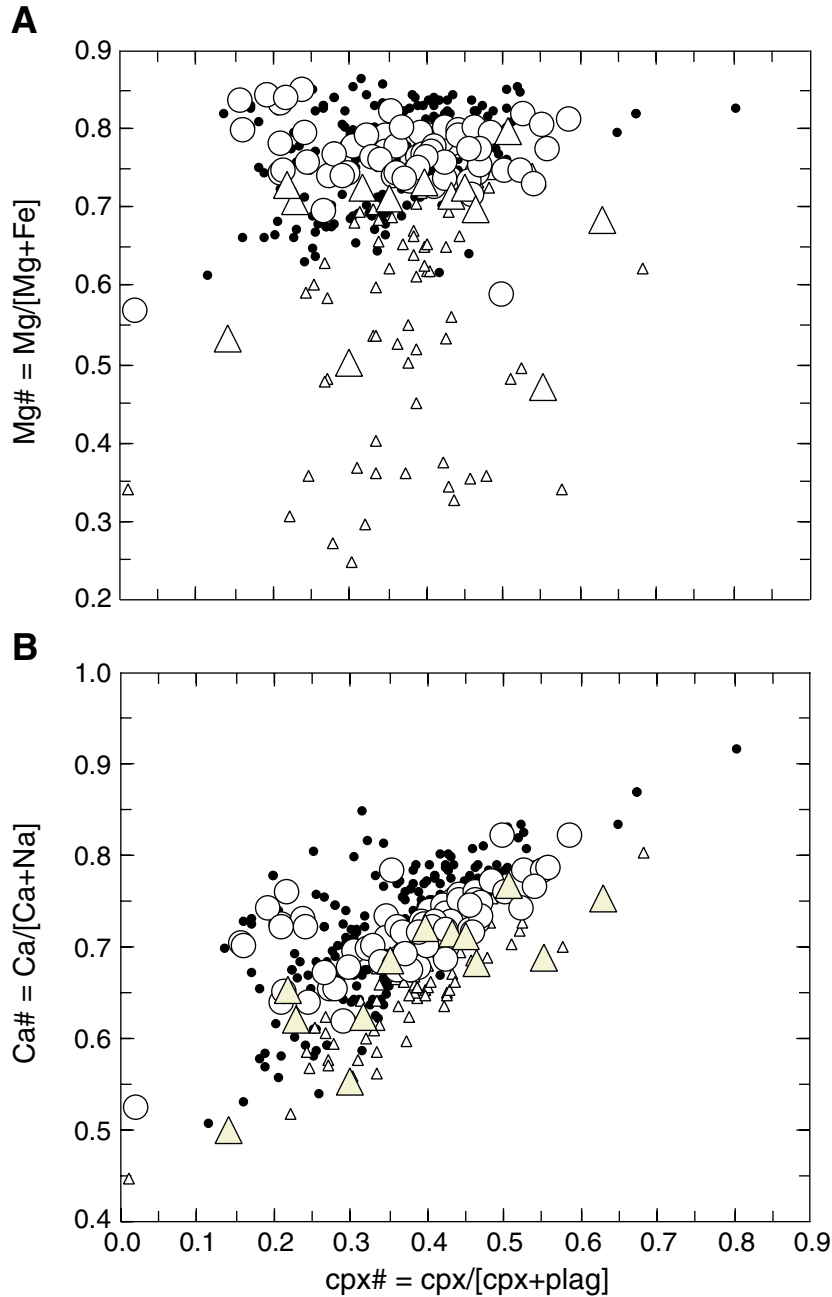 A
0.9
0.8
0.7
0.6
0.5
0.4
0.3
0.2
Mg# = Mg/[Mg+Fe]
B
1.0
0.9
0.8
0.7
0.6
0.5
0.4
Ca# = Ca/[Ca+Na]
0.0 0.1 0.2 0.3 0.4 0.5 0.6 0.7 0.8 0.9
cpx# = cpx/[cpx+plag]